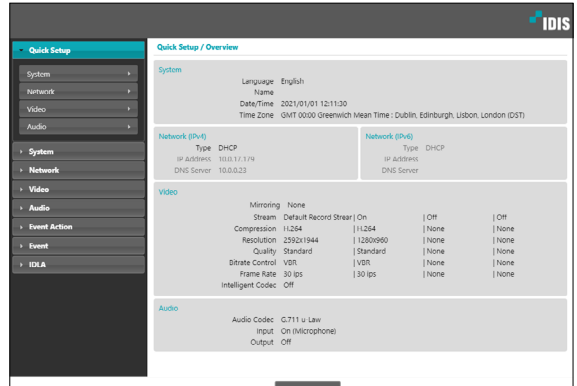 IDIS
Quick Setup
System
Network
Video
Audio
System
Network
Video
Audio
Event Action
Event
IDLA
Quick Setup / Overview
System
Language English
Name
Date/Time 2021/01/01 12:11:30
Time Zone GMT 00:00 Greenwich Mean Time : Dublin, Edinburgh, Lisbon, London (DST)
Network (IPv4)
Type DHCP
IP Address 10.0.17.179
DNS Server 10.0.0.23
Network (IPv6)
Type DHCP
IP Address
DNS Server
Video
Mirroring None
Stream Default Record Strear | On | Off | Off
Compression H.264 | H.264 | None | None
Resolution 2592x1944 | 1280x960 | None | None
Quality Standard | Standard | None | None
Bitrate Control VBR | VBR | None | None
Frame Rate 30 ips | 30 ips | None | None
Intelligent Codec Off
Audio
Audio Codec G.711 u-Law
Input On (Microphone)
Output Off